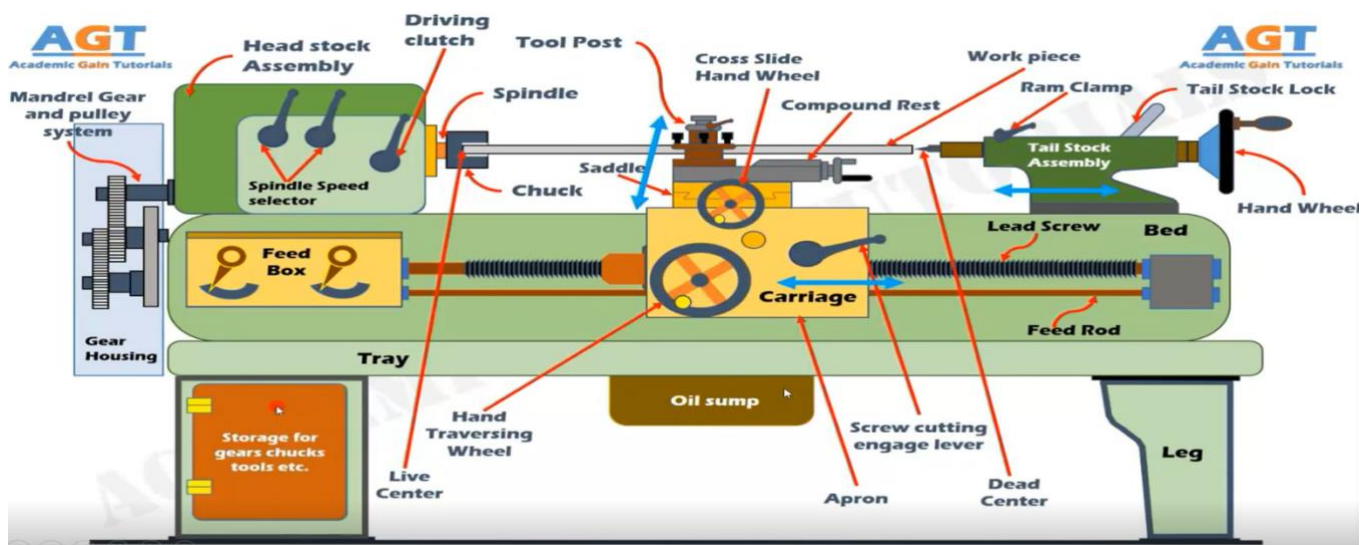 AGT
Academic Gain Tutorials
Head stock
Assembly
Driving
clutch
Tool Post
Cross Slide
Hand Wheel
Work piece
AGT
Academic Gain Tutorials
Mandrel Gear
and pulley
system
Spindle
Compound Rest
Ram Clamp
Tail Stock Lock
Spindle Speed
selector
Chuck
Saddle
Tail Stock
Assembly
Hand Wheel
Feed
Box
Carriage
Lead Screw
Bed
Feed Rod
Gear
Housing
Tray
Oil sump
Storage for
gears chucks
tools etc.
Hand
Traversing
Wheel
Live
Center
Screw cutting
engage lever
Apron
Dead
Center
Leg